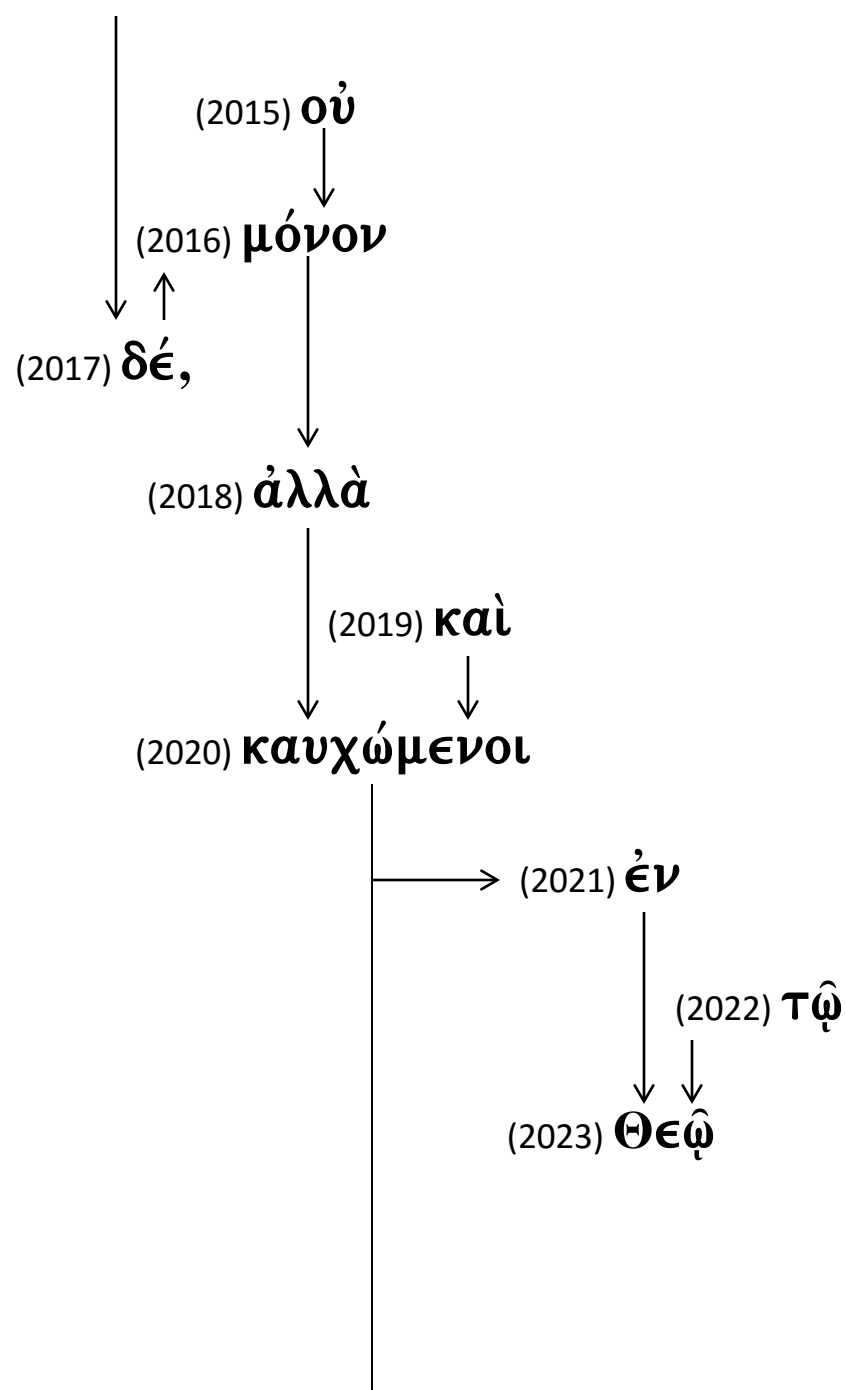 (2015) οὐ
(2016) μόνον
(2017) δέ,
(2018) ἀλλὰ
(2019) καὶ
(2020) καυχώμενοι
(2021) ἐν
(2022) τῷ
(2023) Θεῷ